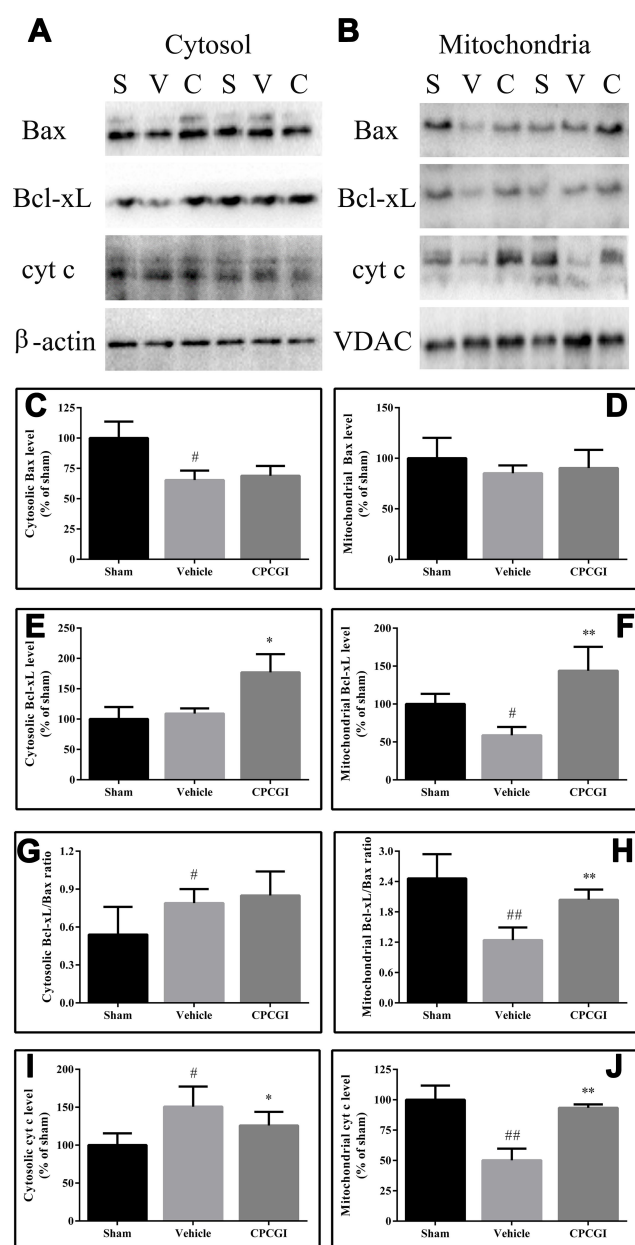 A
Cytosol
S V C S V C
Bax
Bcl-xL
cyt c
β-actin
B
Mitochondria
S V C S V C
Bax
Bcl-xL
cyt c
VDAC
C
Cytosolic Bax level
(% of sham)
125
100
75
50
25
0
#
Sham Vehicle CPCGI
D
Mitochondrial Bax level
(% of sham)
150
100
50
0
Sham Vehicle CPCGI
E
Cytosolic Bcl-xL level
(% of sham)
250
200
150
100
50
0
*
Sham Vehicle CPCGI
F
Mitochondrial Bcl-xL level
(% of sham)
200
150
100
50
0
#
**
Sham Vehicle CPCGI
G
Cytosolic Bcl-xL/Bax ratio
1.2
0.9
0.6
0.3
0.0
#
Sham Vehicle CPCGI
H
Mitochondrial Bcl-xL/Bax ratio
3.0
2.4
1.8
1.2
0.6
0.0
##
**
Sham Vehicle CPCGI
I
Cytosolic cyt c level
(% of sham)
200
150
100
50
0
#
*
Sham Vehicle CPCGI
J
Mitochondrial cyt c level
(% of sham)
125
100
75
50
25
0
##
**
Sham Vehicle CPCGI